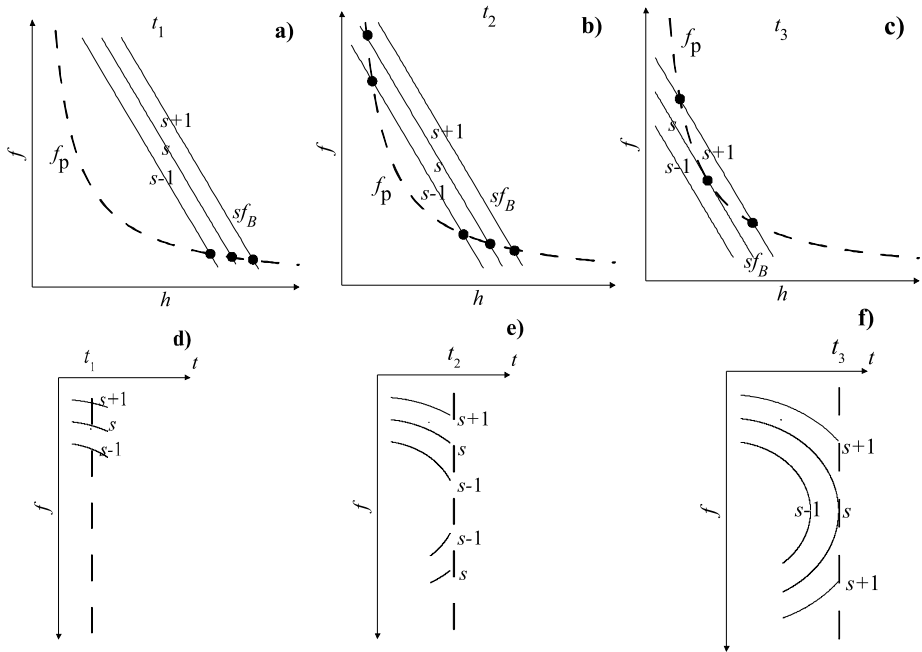 t1
a)
f
fp
s+1
s
s-1
sfB
h
t2
b)
f
fp
s+1
s
s-1
sfB
h
t3
c)
f
fp
s
s+1
s-1
sfB
h
d)
t1
t
s+1
s
s-1
f
e)
t2
t
s+1
s
s-1
s-1
s
f
f)
t3
t
s+1
s-1
s
s+1
f